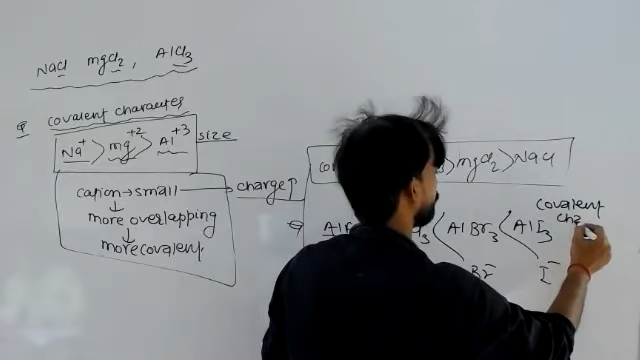 NaCl mgCl2, AlCl3
Q covalent character
Na+ > mg+2 > Al+3 size
cation → small → charge↑
↓
more overlapping
↓
more covalent
> mgCl2 > NaCl
< AlBr3 < AlI3 covalent
cha
Br- I-